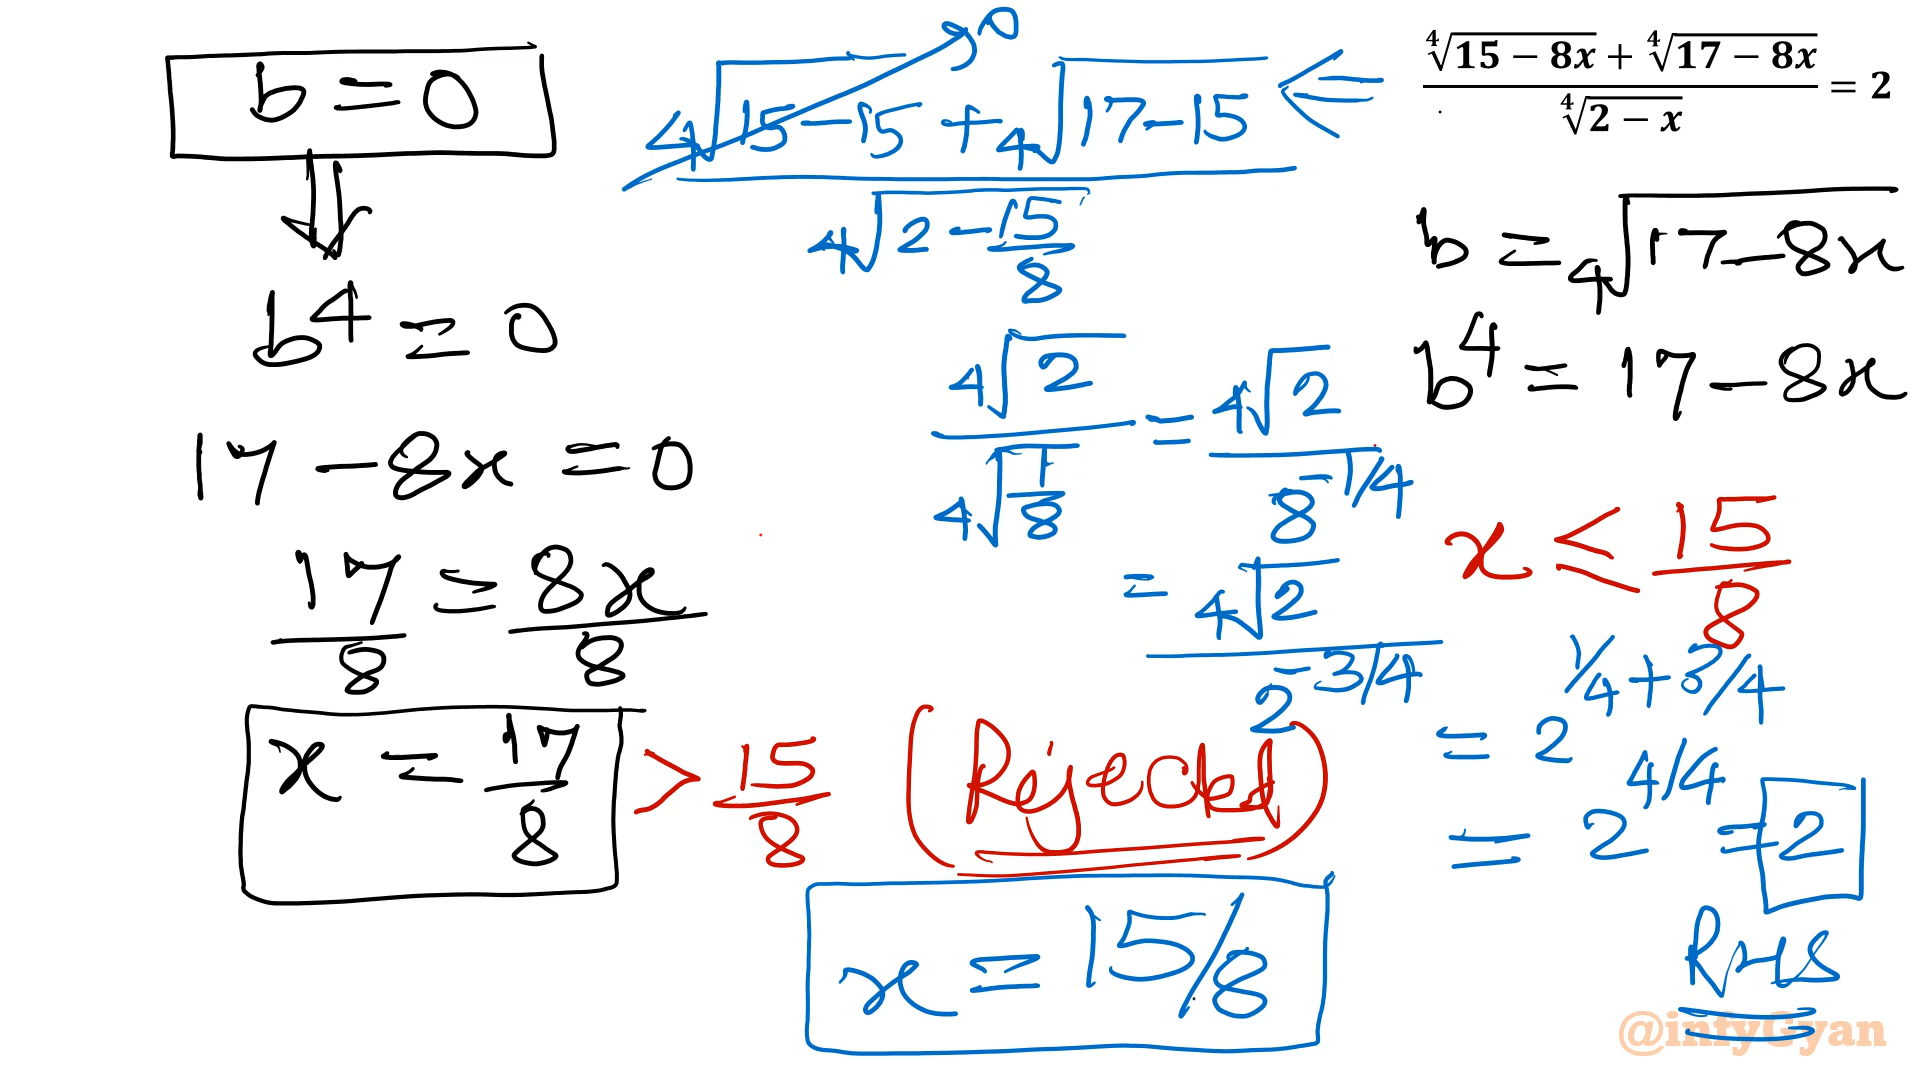 b = 0
b⁴ = 0
17 - 8x = 0
17/8 = 8x/8
x = 17/8 > 15/8 (Rejected)
(⁴√(15-15) → 0 + ⁴√(17-15)) / ⁴√(2 - 15/8) ⇐
⁴√2 / ⁴√(1/8) = ⁴√2 / 8^(-1/4)
= ⁴√2 / 2^(-3/4)
= 2^(1/4 + 3/4)
= 2^(4/4) = 2
RHS
x = 15/8
(⁴√(15 − 8x) + ⁴√(17 − 8x)) / ⁴√(2 − x) = 2
b = ⁴√(17 - 8x)
b⁴ = 17 - 8x
x ≤ 15/8
@infyGyan